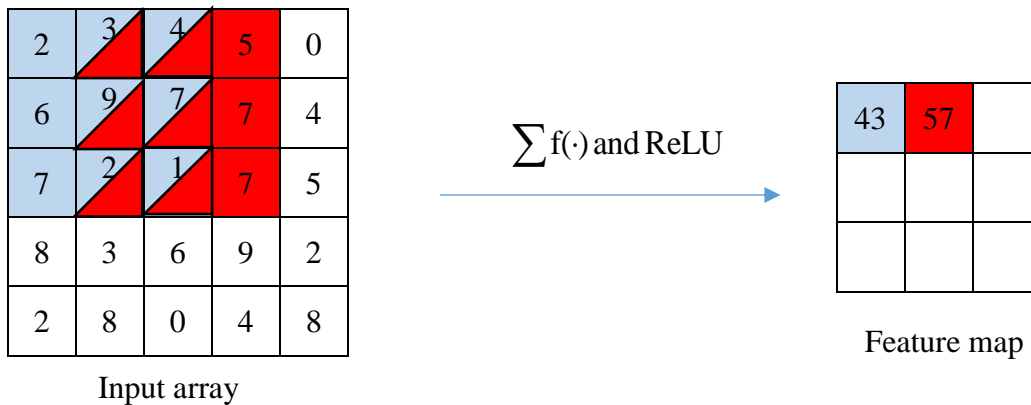 2 3 4 5 0
6 9 7 7 4
7 2 1 7 5
8 3 6 9 2
2 8 0 4 8
Input array
∑ f(·) and ReLU
43 57
Feature map